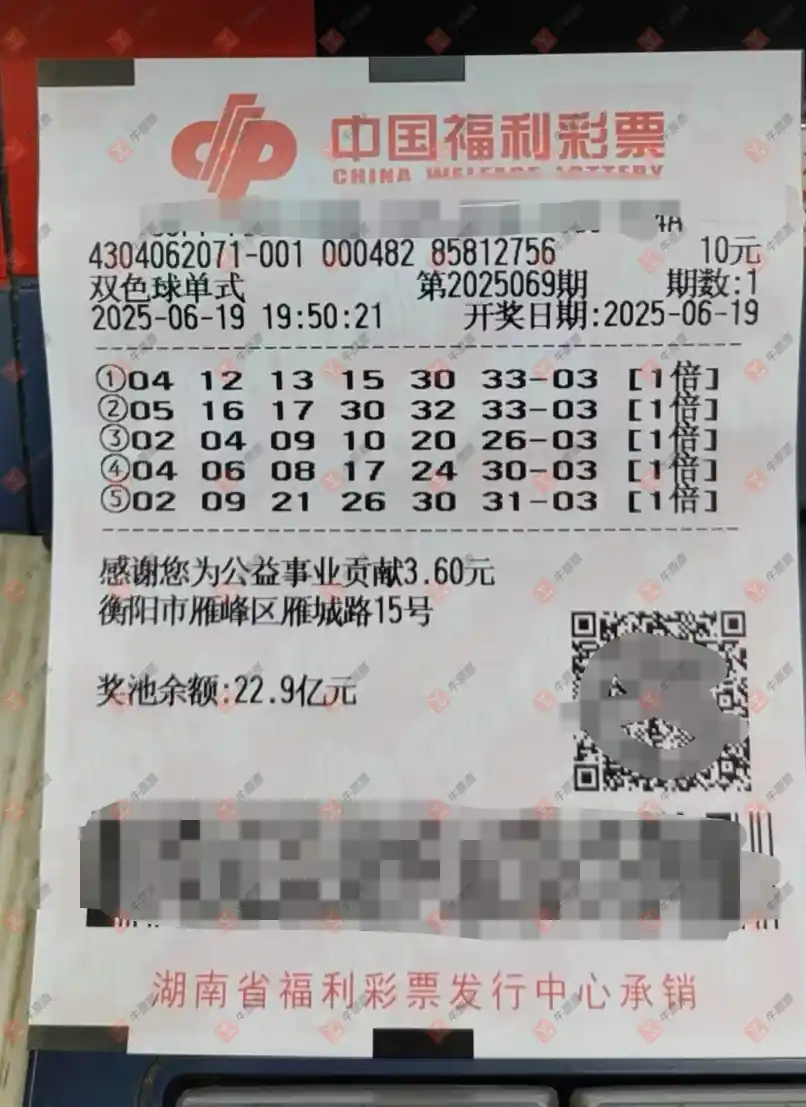 中国福利彩票
CHINA WELFARE LOTTERY
4304062071-001 000482 85812756 10元
双色球单式 第2025069期 期数:1
2025-06-19 19:50:21 开奖日期:2025-06-19
①04 12 13 15 30 33-03 [1倍]
②05 16 17 30 32 33-03 [1倍]
③02 04 09 10 20 26-03 [1倍]
④04 06 08 17 24 30-03 [1倍]
⑤02 09 21 26 30 31-03 [1倍]
感谢您为公益事业贡献3.60元
衡阳市雁峰区雁城路15号
奖池余额:22.9亿元
湖南省福利彩票发行中心承销